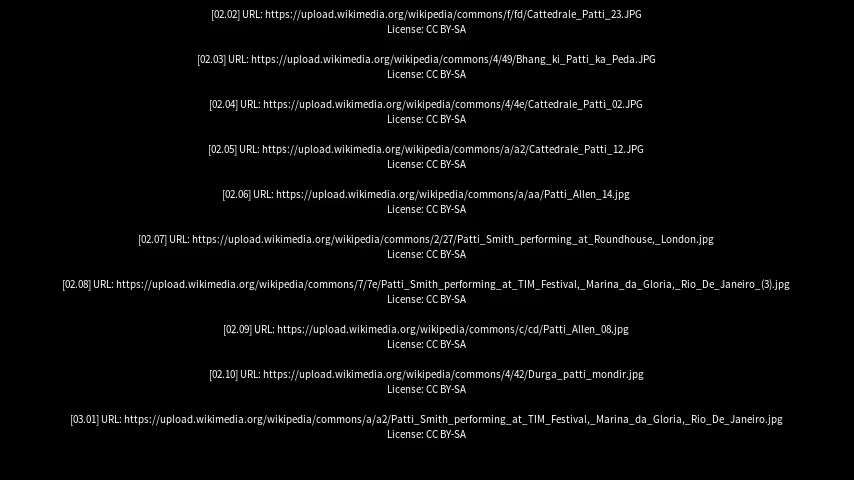 [02.02] URL: https://upload.wikimedia.org/wikipedia/commons/f/fd/Cattedrale_Patti_23.JPG
License: CC BY-SA
[02.03] URL: https://upload.wikimedia.org/wikipedia/commons/4/49/Bhang_ki_Patti_ka_Peda.JPG
License: CC BY-SA
[02.04] URL: https://upload.wikimedia.org/wikipedia/commons/4/4e/Cattedrale_Patti_02.JPG
License: CC BY-SA
[02.05] URL: https://upload.wikimedia.org/wikipedia/commons/a/a2/Cattedrale_Patti_12.JPG
License: CC BY-SA
[02.06] URL: https://upload.wikimedia.org/wikipedia/commons/a/aa/Patti_Allen_14.jpg
License: CC BY-SA
[02.07] URL: https://upload.wikimedia.org/wikipedia/commons/2/27/Patti_Smith_performing_at_Roundhouse,_London.jpg
License: CC BY-SA
[02.08] URL: https://upload.wikimedia.org/wikipedia/commons/7/7e/Patti_Smith_performing_at_TIM_Festival,_Marina_da_Gloria,_Rio_De_Janeiro_(3).jpg
License: CC BY-SA
[02.09] URL: https://upload.wikimedia.org/wikipedia/commons/c/cd/Patti_Allen_08.jpg
License: CC BY-SA
[02.10] URL: https://upload.wikimedia.org/wikipedia/commons/4/42/Durga_patti_mondir.jpg
License: CC BY-SA
[03.01] URL: https://upload.wikimedia.org/wikipedia/commons/a/a2/Patti_Smith_performing_at_TIM_Festival,_Marina_da_Gloria,_Rio_De_Janeiro.jpg
License: CC BY-SA